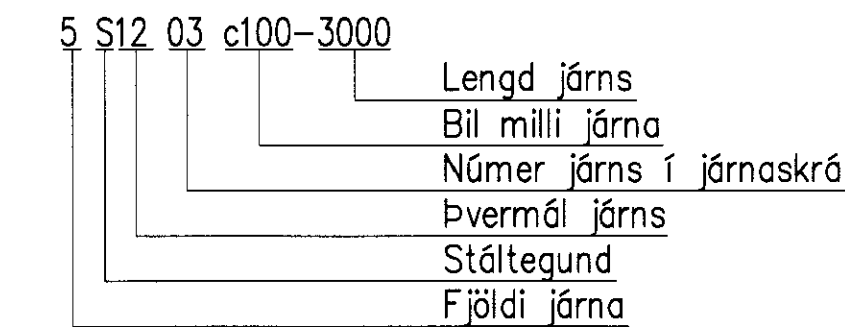 5 S12 03 c100-3000
Lengd járns
Bil milli járna
Númer járns í járnaskrá
Þvermál járns
Stáltegund
Fjöldi járna